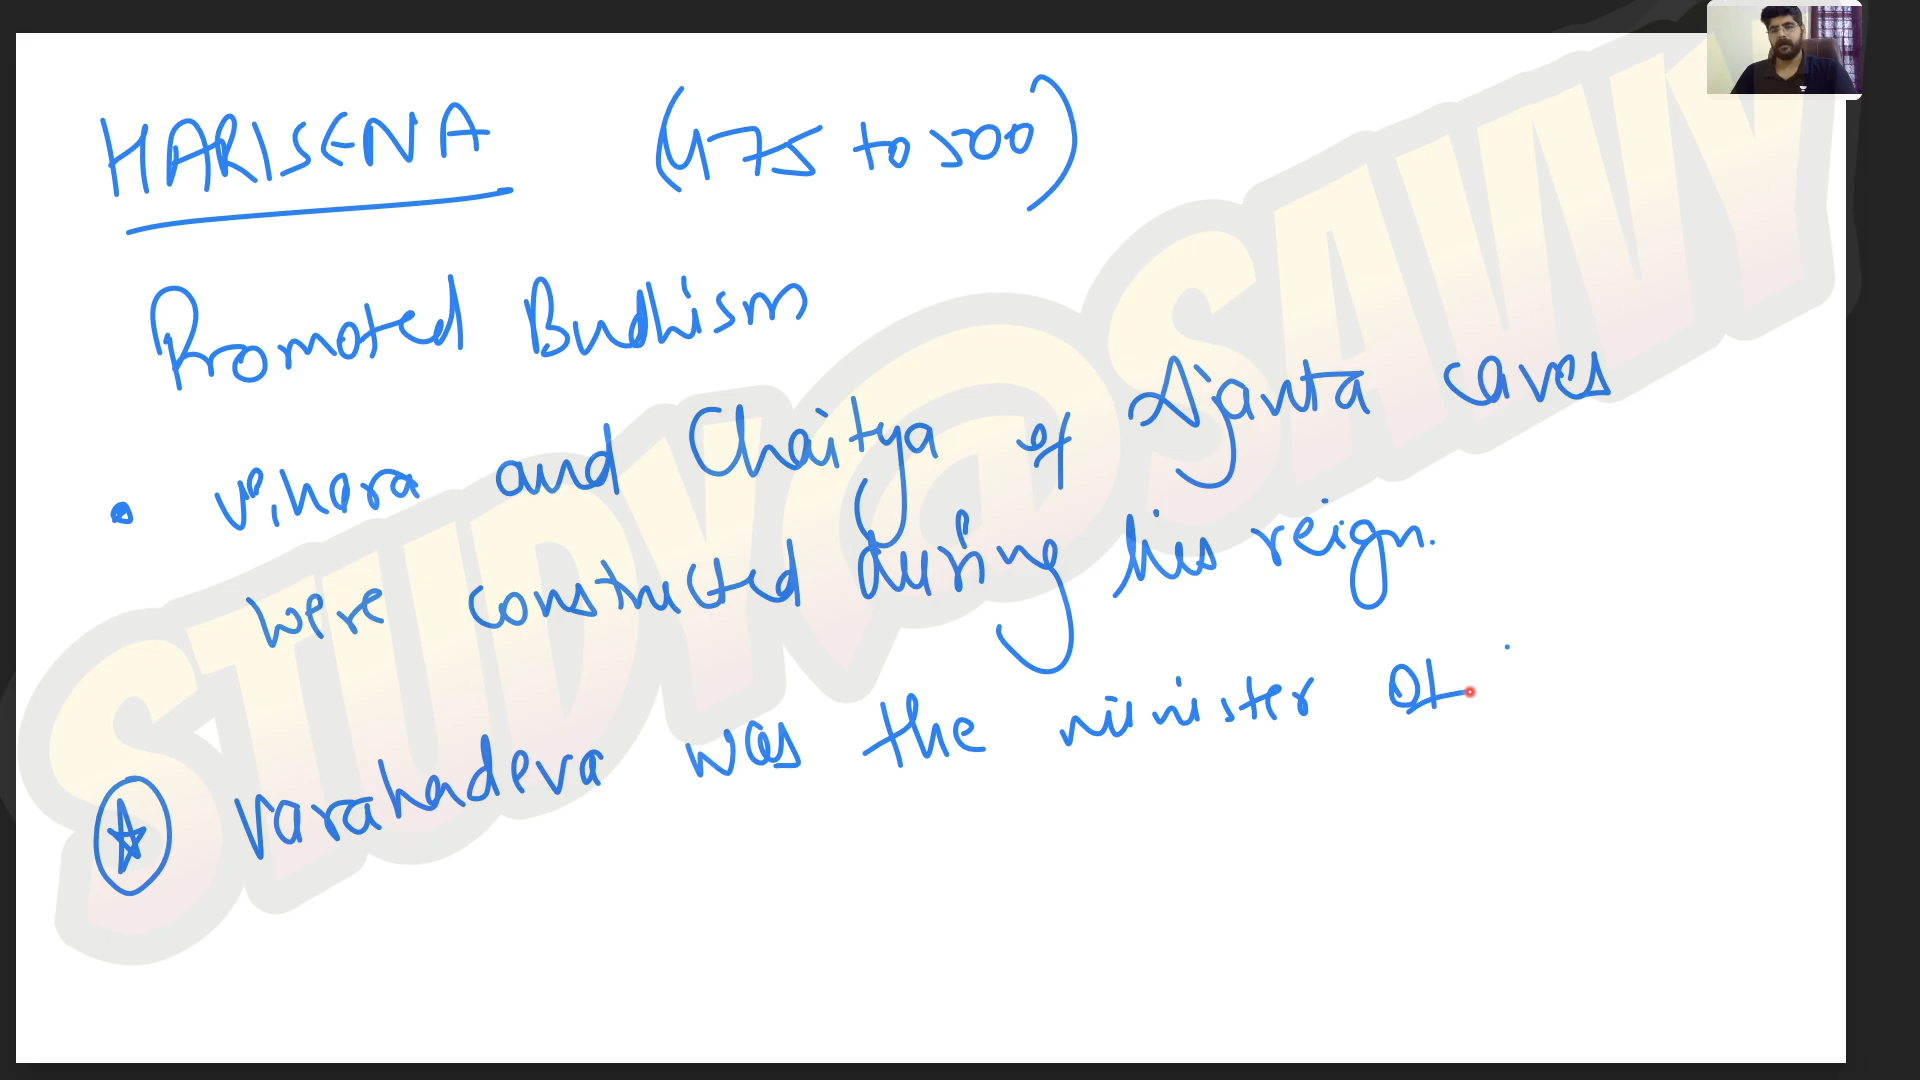 HARISENA (475 to 500)
Promoted Budhism
• Vihara and Chaitya of Ajanta caves
were constructed during his reign.
Varahadeva was the minister of
STUDY@SAVVY